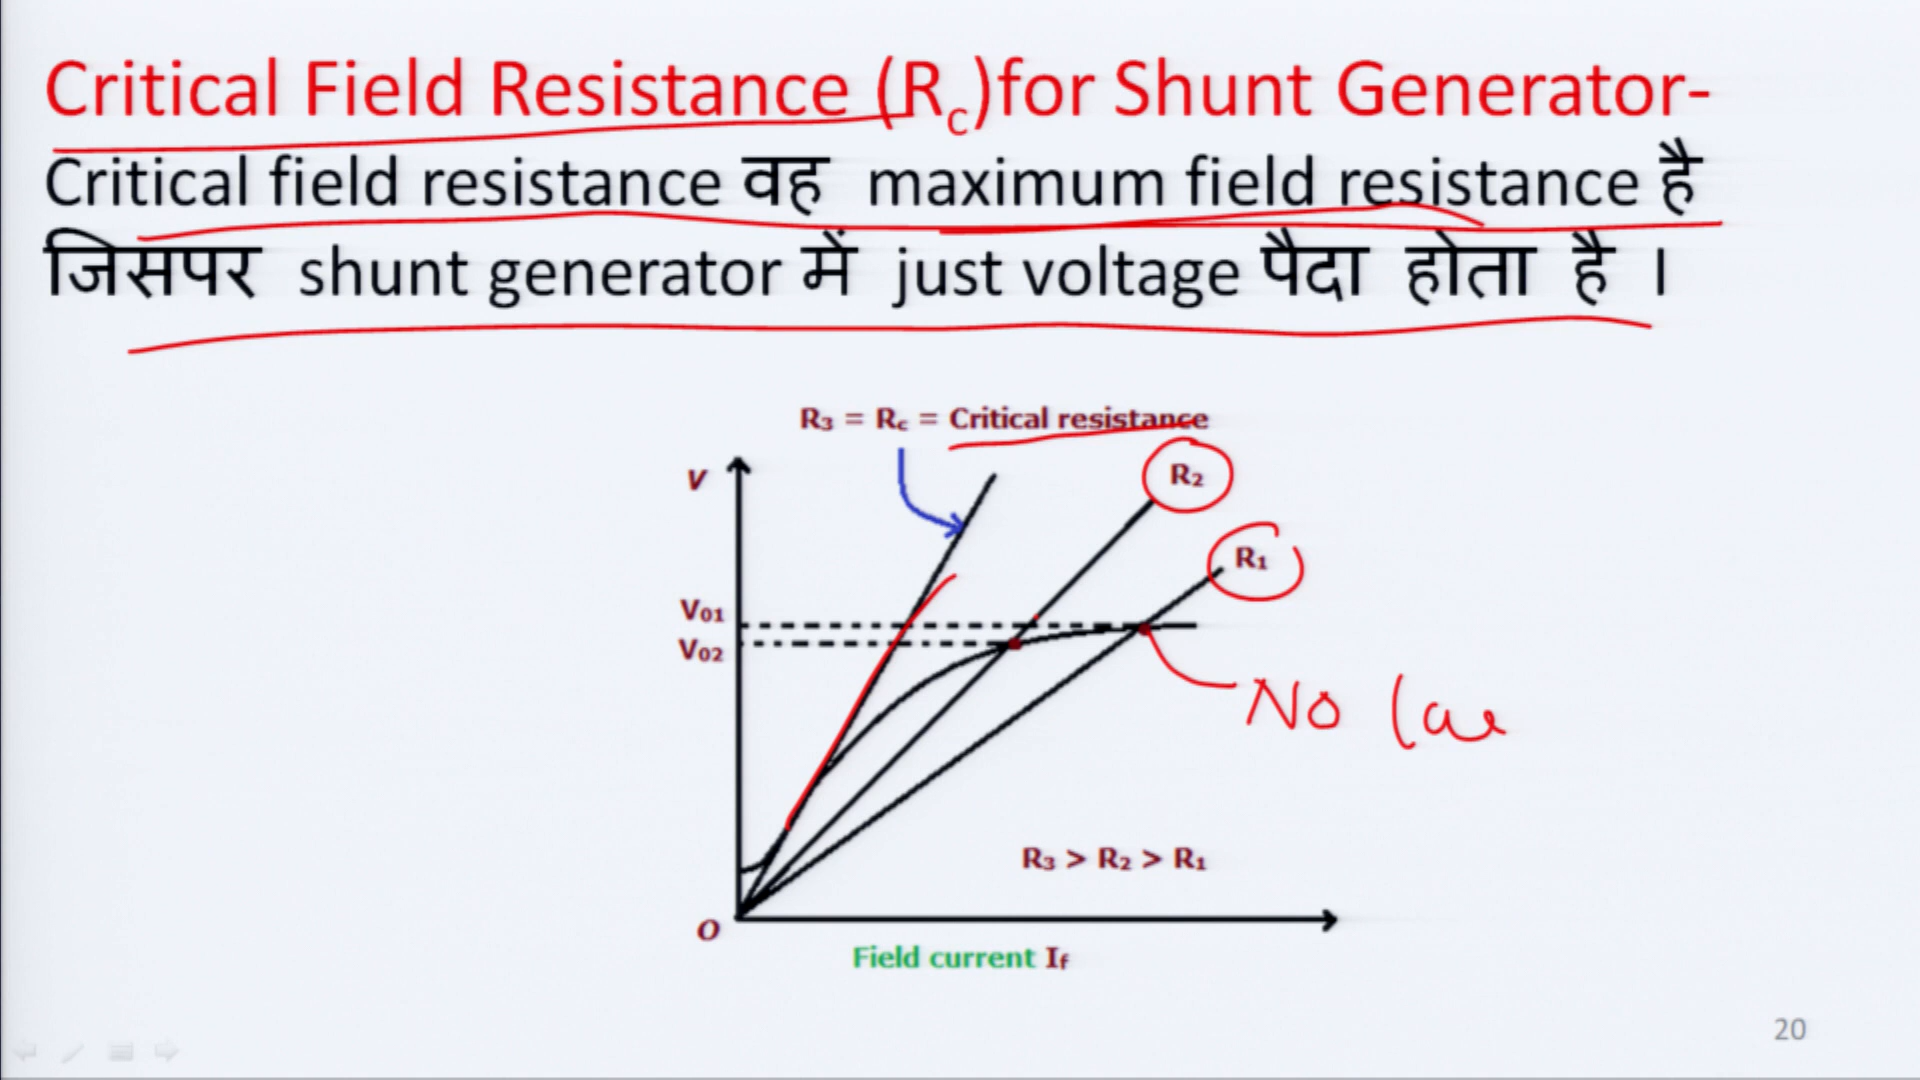 Critical Field Resistance (Rc)for Shunt Generator-
Critical field resistance वह maximum field resistance है
जिसपर shunt generator में just voltage पैदा होता है ।
R₃ = Rc = Critical resistance
V
R₂
R₁
V₀₁
V₀₂
No
R₃ > R₂ > R₁
O
Field current If
20